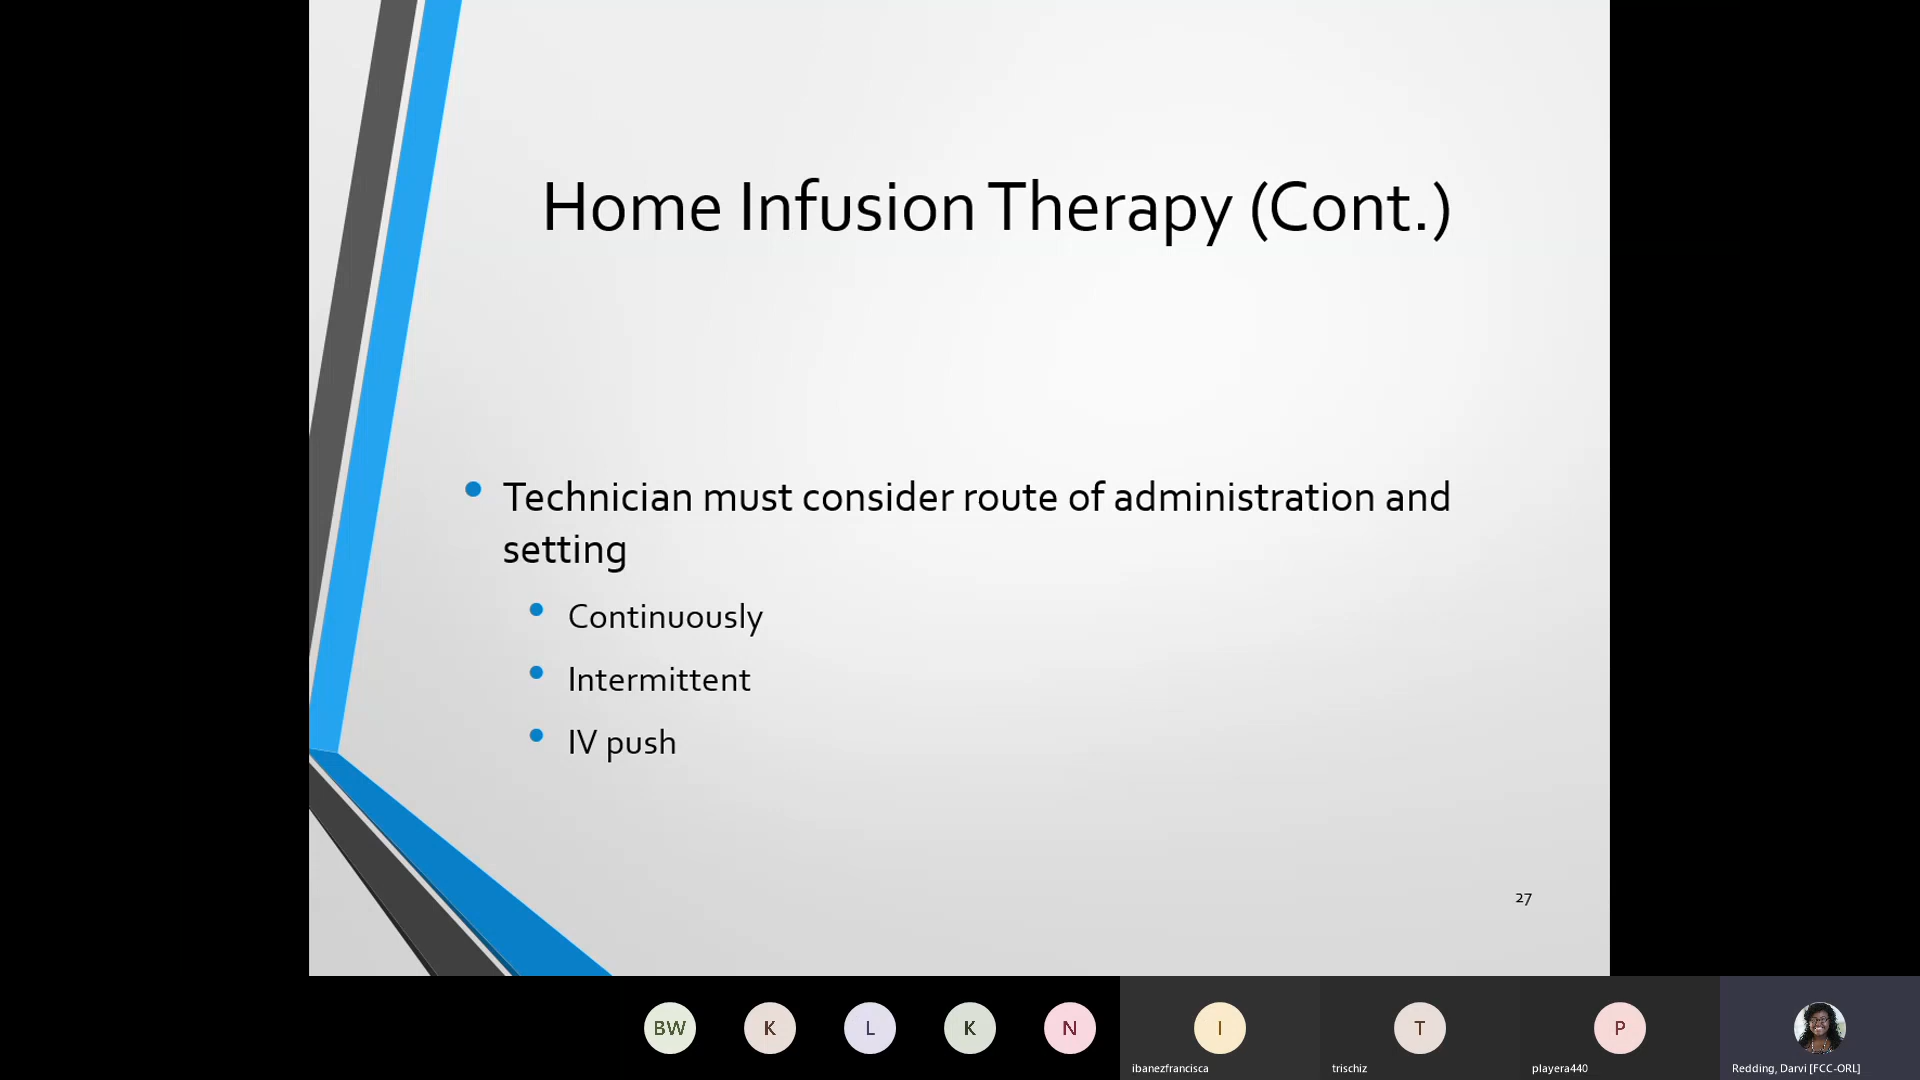 Home Infusion Therapy (Cont.)
Technician must consider route of administration and
setting
Continuously
Intermittent
IV push
27
BW
K
L
K
N
I
T
P
ibanezfrancisca
trischiz
playera440
Redding, Darvi [FCC-ORL]